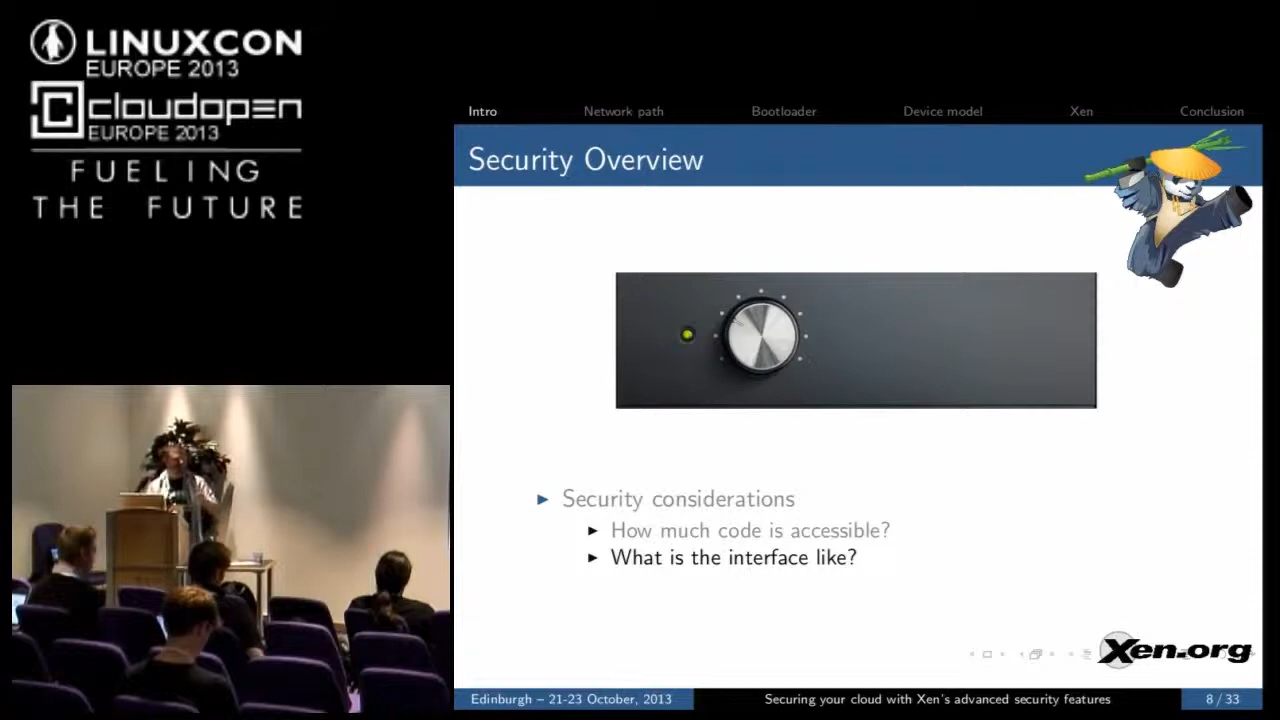 LINUXCON
EUROPE 2013
cloudopen
EUROPE 2013
FUELING
THE FUTURE
Intro Network path Bootloader Device model Xen Conclusion
Security Overview
Security considerations
How much code is accessible?
What is the interface like?
Xen.org
Edinburgh – 21-23 October, 2013 Securing your cloud with Xen's advanced security features 8 / 33